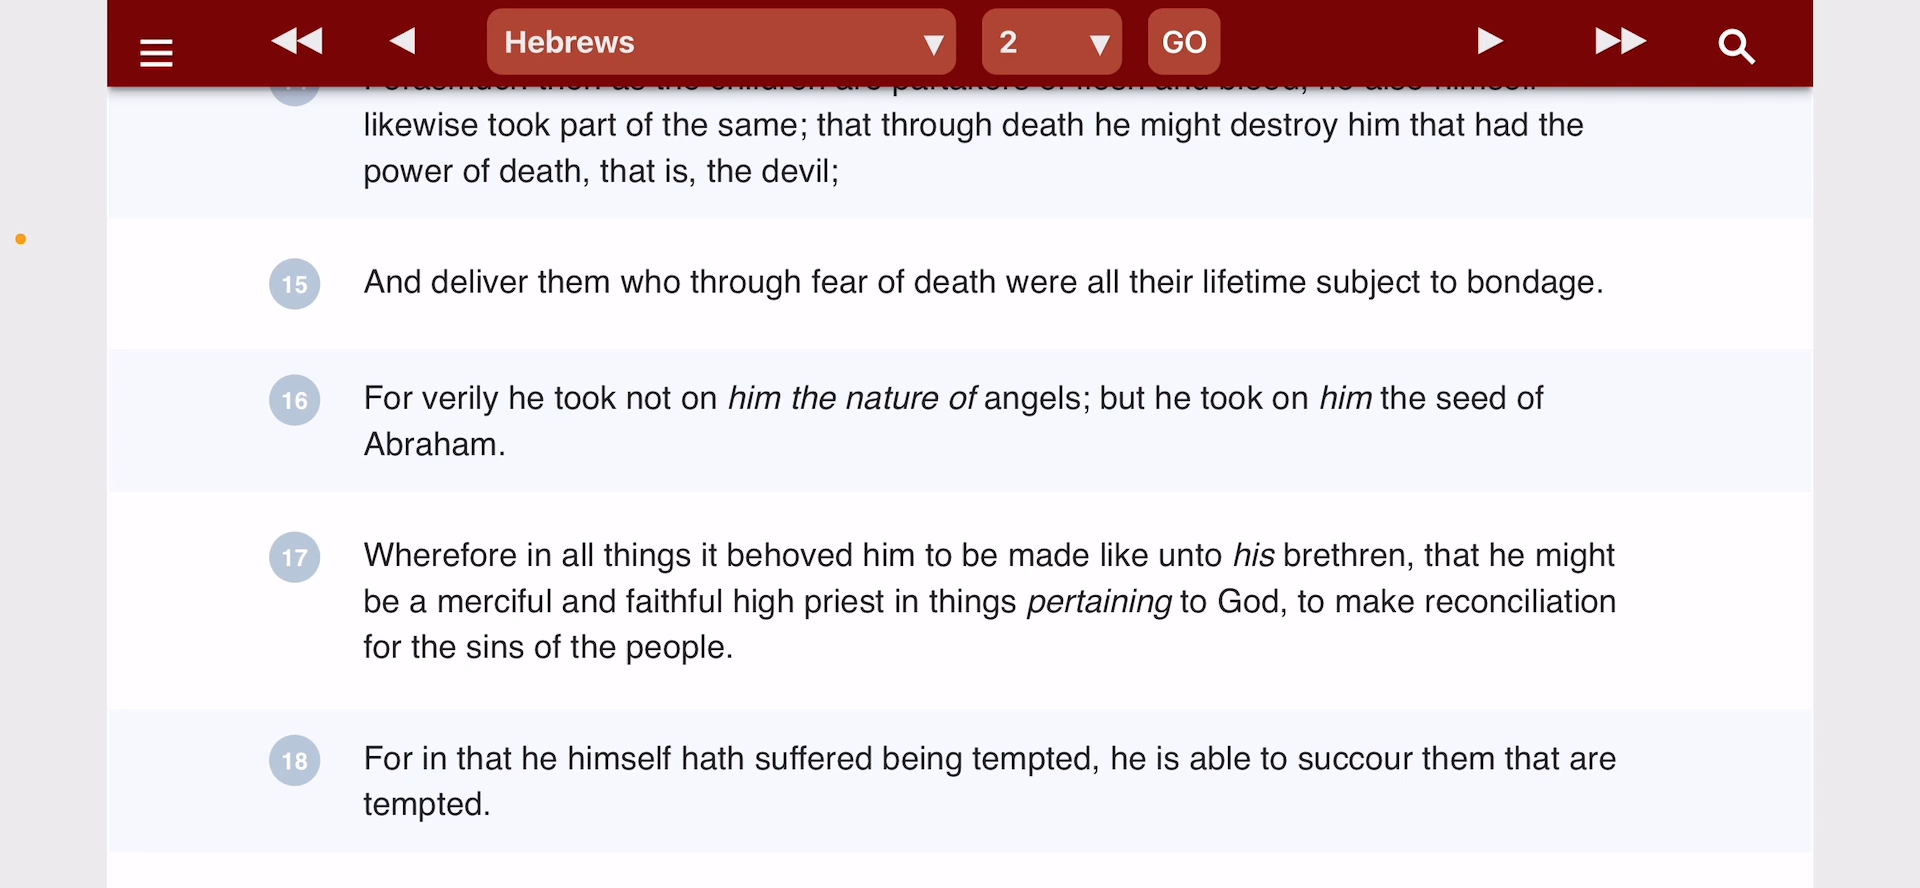 Hebrews
2
GO
likewise took part of the same; that through death he might destroy him that had the
power of death, that is, the devil;
15 And deliver them who through fear of death were all their lifetime subject to bondage.
16 For verily he took not on him the nature of angels; but he took on him the seed of
Abraham.
17 Wherefore in all things it behoved him to be made like unto his brethren, that he might
be a merciful and faithful high priest in things pertaining to God, to make reconciliation
for the sins of the people.
18 For in that he himself hath suffered being tempted, he is able to succour them that are
tempted.